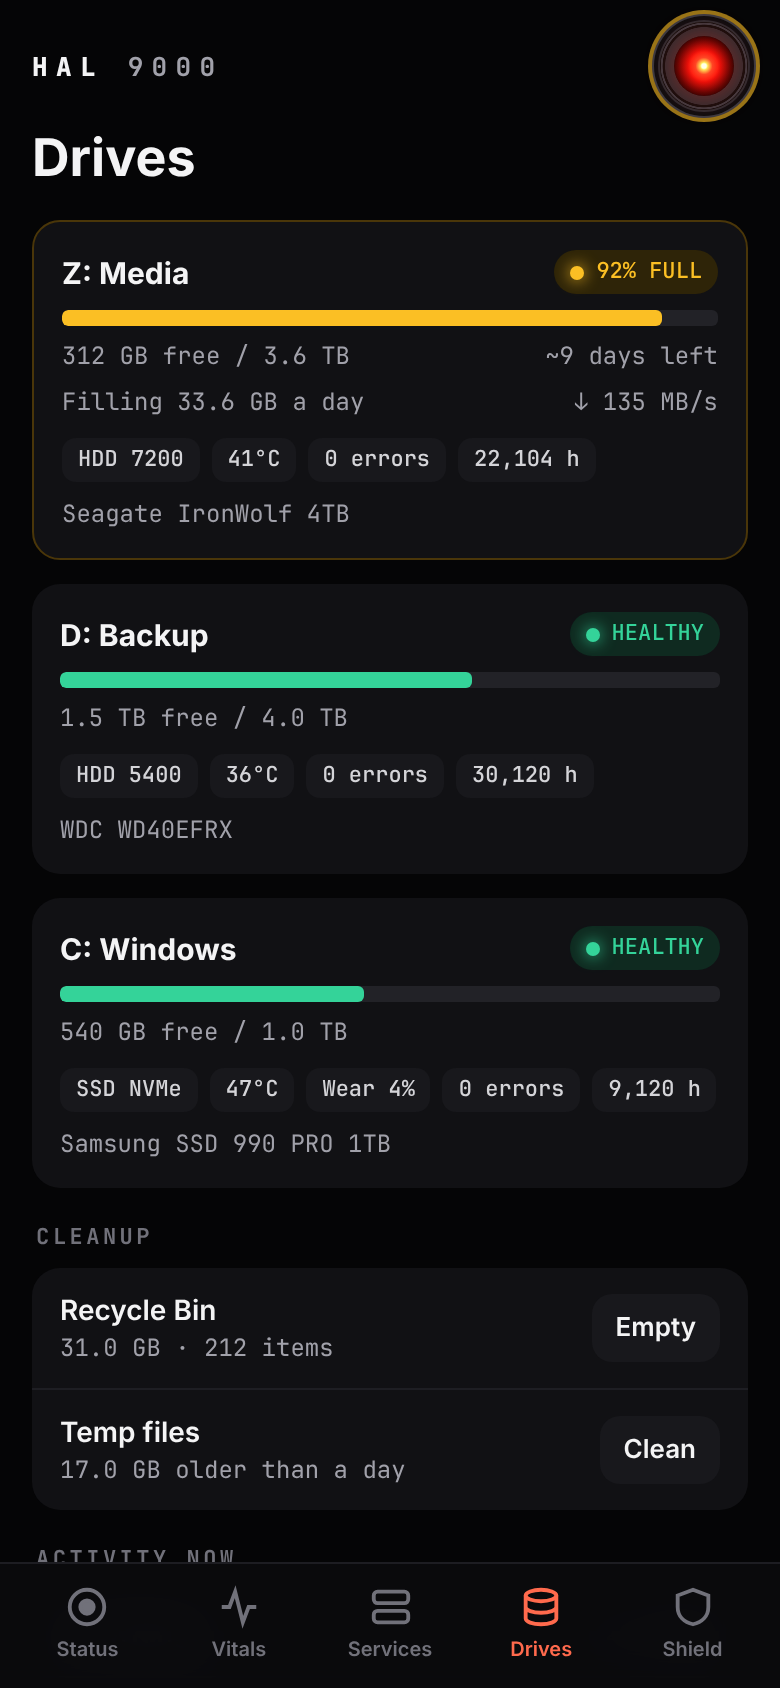 HAL 9000
Drives
Z: Media
92% FULL
312 GB free / 3.6 TB
~9 days left
Filling 33.6 GB a day
↓ 135 MB/s
HDD 7200
41°C
0 errors
22,104 h
Seagate IronWolf 4TB
D: Backup
HEALTHY
1.5 TB free / 4.0 TB
HDD 5400
36°C
0 errors
30,120 h
WDC WD40EFRX
C: Windows
HEALTHY
540 GB free / 1.0 TB
SSD NVMe
47°C
Wear 4%
0 errors
9,120 h
Samsung SSD 990 PRO 1TB
CLEANUP
Recycle Bin
Empty
31.0 GB · 212 items
Temp files
Clean
17.0 GB older than a day
ACTIVITY NOW
Status
Vitals
Services
Drives
Shield